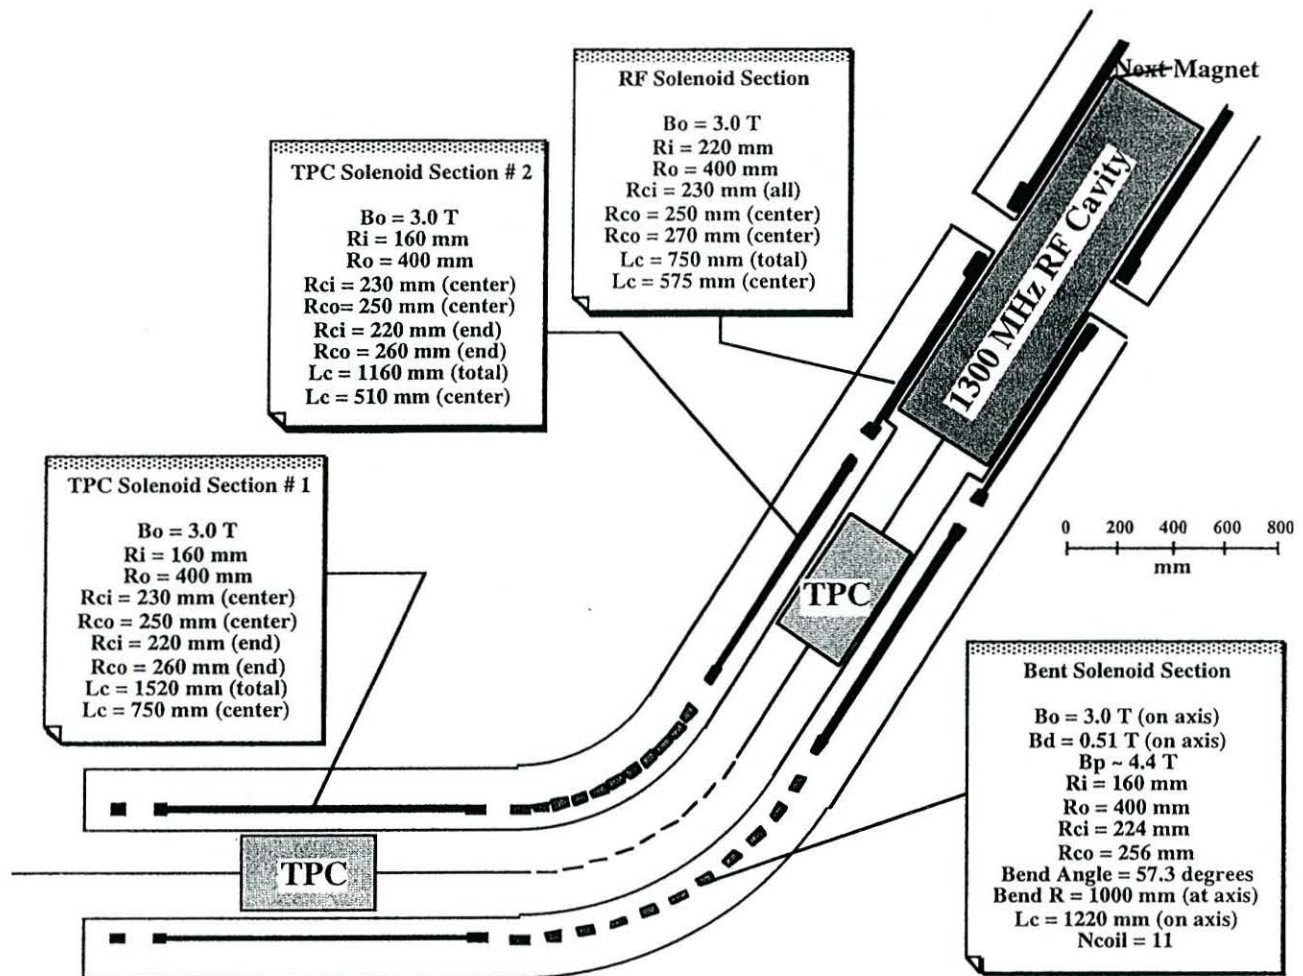 Next Magnet
RF Solenoid Section
Bo = 3.0 T
Ri = 220 mm
Ro = 400 mm
Rci = 230 mm (all)
Rco = 250 mm (center)
Rco = 270 mm (center)
Lc = 750 mm (total)
Lc = 575 mm (center)
TPC Solenoid Section # 2
Bo = 3.0 T
Ri = 160 mm
Ro = 400 mm
Rci = 230 mm (center)
Rco= 250 mm (center)
Rci = 220 mm (end)
Rco = 260 mm (end)
Lc = 1160 mm (total)
Lc = 510 mm (center)
1300 MHz RF Cavity
TPC Solenoid Section # 1
Bo = 3.0 T
Ri = 160 mm
Ro = 400 mm
Rci = 230 mm (center)
Rco = 250 mm (center)
Rci = 220 mm (end)
Rco = 260 mm (end)
Lc = 1520 mm (total)
Lc = 750 mm (center)
0 200 400 600 800
mm
TPC
Bent Solenoid Section
Bo = 3.0 T (on axis)
Bd = 0.51 T (on axis)
Bp ~ 4.4 T
Ri = 160 mm
Ro = 400 mm
Rci = 224 mm
Rco = 256 mm
Bend Angle = 57.3 degrees
Bend R = 1000 mm (at axis)
Lc = 1220 mm (on axis)
Ncoil = 11
TPC